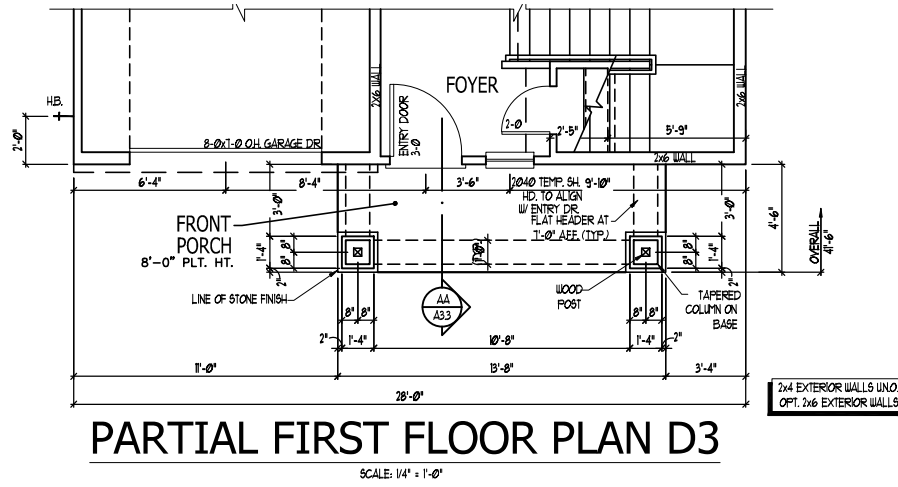 H.B.
2'-0"
8-0x7-0 O.H. GARAGE DR.
2x6 WALL
ENTRY DOOR
3-0
FOYER
2-0
2'-5"
5'-9"
2x6 WALL
2x6 WALL
6'-4"
8'-4"
3'-6"
9'-10"
2040 TEMP. SH.
HD. TO ALIGN
W/ ENTRY DR.
FLAT HEADER AT
7'-0" A.F.F. (TYP.)
3'-0"
3'-0"
4'-6"
OVERALL
41'-6"
FRONT
PORCH
8'-0" PLT. HT.
1'-4"
8"
8"
2"
8"
8"
1'-4"
2"
LINE OF STONE FINISH
AA
A3.3
WOOD
POST
TAPERED
COLUMN ON
BASE
8"
8"
8"
8"
2"
1'-4"
10'-8"
1'-4"
2"
11'-0"
13'-8"
3'-4"
28'-0"
2x4 EXTERIOR WALLS U.N.O.
OPT. 2x6 EXTERIOR WALLS
PARTIAL FIRST FLOOR PLAN D3
SCALE: 1/4" = 1'-0"